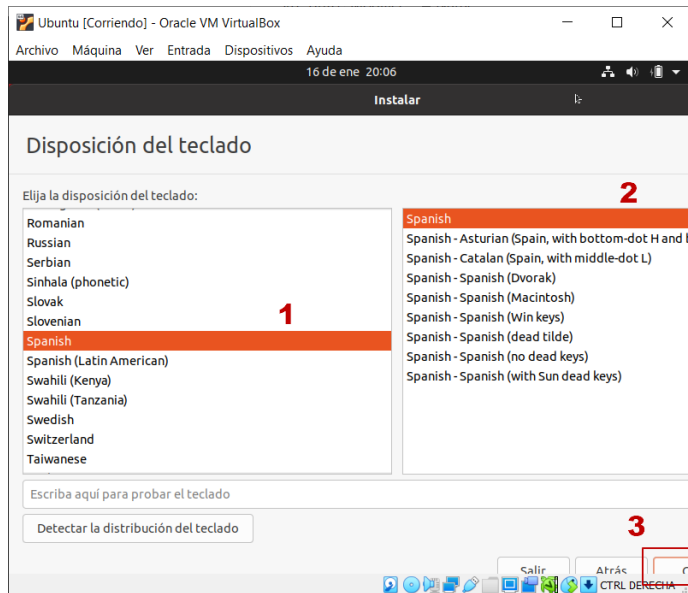 Ubuntu [Corriendo] - Oracle VM VirtualBox
Archivo Máquina Ver Entrada Dispositivos Ayuda
16 de ene 20:06
Instalar
Disposición del teclado
Elija la disposición del teclado:
2
Romanian
Russian
Serbian
Sinhala (phonetic)
Slovak
Slovenian
1
Spanish
Spanish (Latin American)
Swahili (Kenya)
Swahili (Tanzania)
Swedish
Switzerland
Taiwanese
Spanish
Spanish - Asturian (Spain, with bottom-dot H and
Spanish - Catalan (Spain, with middle-dot L)
Spanish - Spanish (Dvorak)
Spanish - Spanish (Macintosh)
Spanish - Spanish (Win keys)
Spanish - Spanish (dead tilde)
Spanish - Spanish (no dead keys)
Spanish - Spanish (with Sun dead keys)
Escriba aquí para probar el teclado
Detectar la distribución del teclado
3
Salir Atrás
CTRL DERECHA